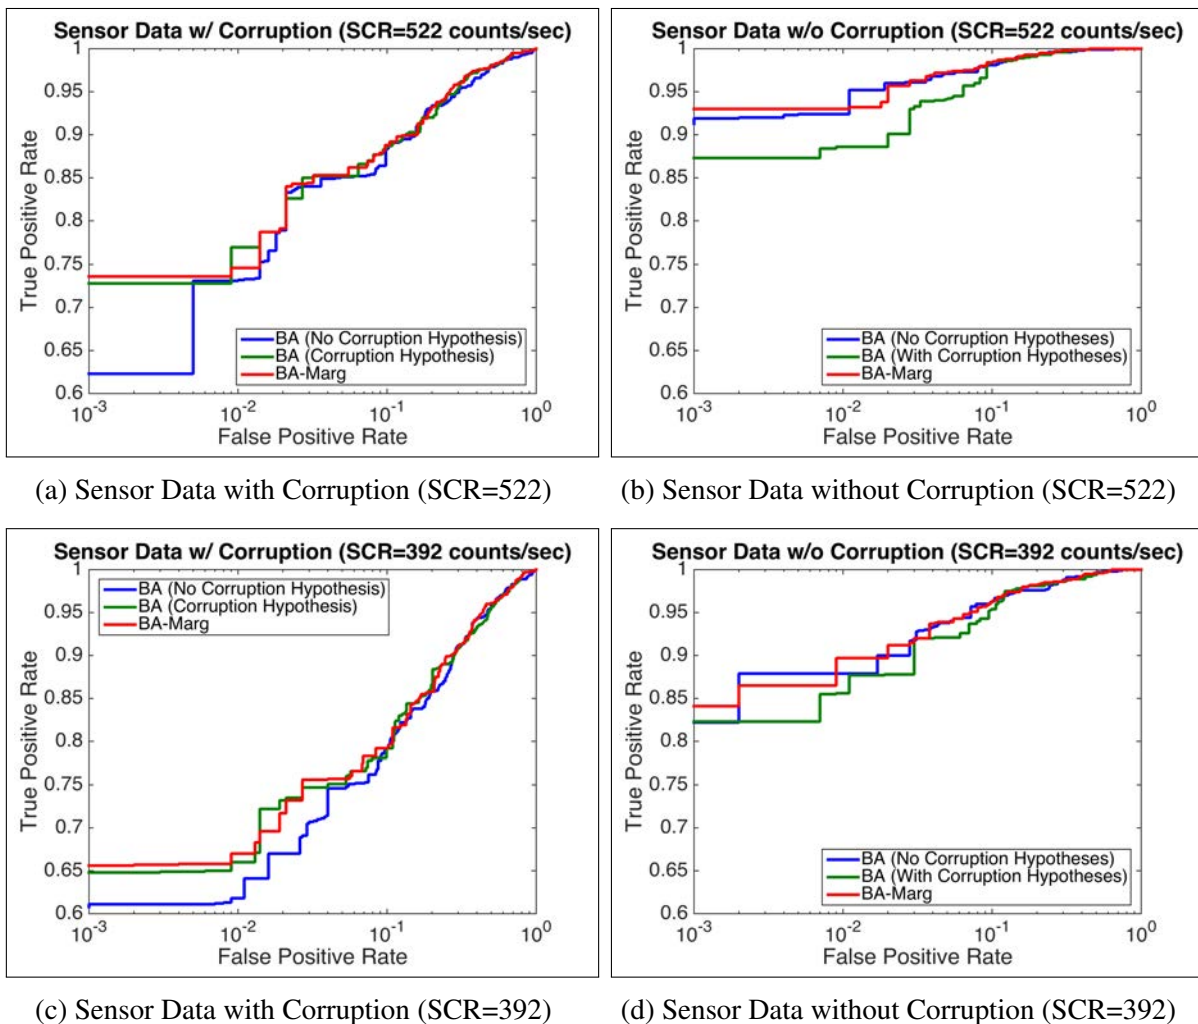 Sensor Data w/ Corruption (SCR=522 counts/sec)
1
0.95
0.9
0.85
0.8
0.75
0.7
0.65
0.6
True Positive Rate
BA (No Corruption Hypothesis)
BA (Corruption Hypothesis)
BA-Marg
10^-3
10^-2
10^-1
10^0
False Positive Rate
(a) Sensor Data with Corruption (SCR=522)
Sensor Data w/o Corruption (SCR=522 counts/sec)
1
0.95
0.9
0.85
0.8
0.75
0.7
0.65
0.6
True Positive Rate
BA (No Corruption Hypotheses)
BA (With Corruption Hypotheses)
BA-Marg
10^-3
10^-2
10^-1
10^0
False Positive Rate
(b) Sensor Data without Corruption (SCR=522)
Sensor Data w/ Corruption (SCR=392 counts/sec)
1
0.95
0.9
0.85
0.8
0.75
0.7
0.65
0.6
True Positive Rate
BA (No Corruption Hypothesis)
BA (Corruption Hypothesis)
BA-Marg
10^-3
10^-2
10^-1
10^0
False Positive Rate
(c) Sensor Data with Corruption (SCR=392)
Sensor Data w/o Corruption (SCR=392 counts/sec)
1
0.95
0.9
0.85
0.8
0.75
0.7
0.65
0.6
True Positive Rate
BA (No Corruption Hypotheses)
BA (With Corruption Hypotheses)
BA-Marg
10^-3
10^-2
10^-1
10^0
False Positive Rate
(d) Sensor Data without Corruption (SCR=392)